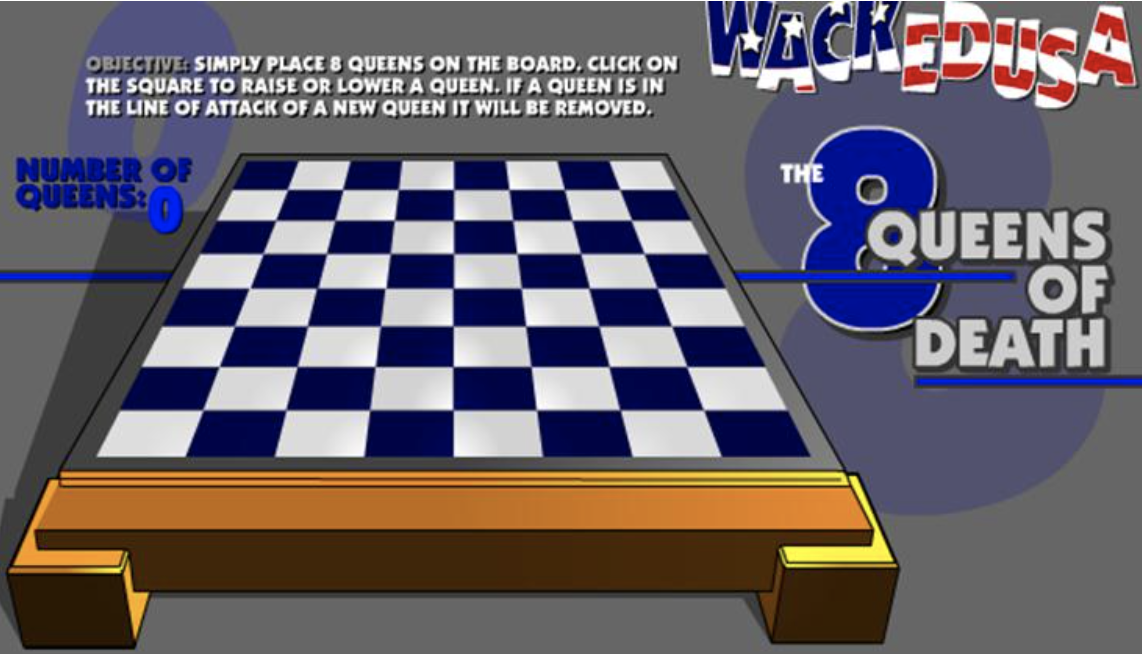 WACKEDUSA
OBJECTIVE: SIMPLY PLACE 8 QUEENS ON THE BOARD. CLICK ON
THE SQUARE TO RAISE OR LOWER A QUEEN. IF A QUEEN IS IN
THE LINE OF ATTACK OF A NEW QUEEN IT WILL BE REMOVED.
NUMBER OF
QUEENS: 0
THE 8
QUEENS
OF
DEATH